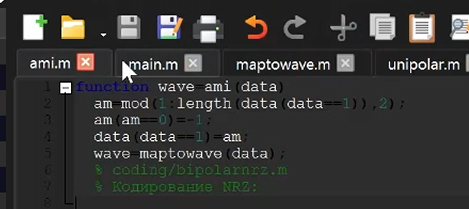 ami.m main.m maptowave.m unipolar.m
1 function wave=ami(data)
2 am=mod(1:length(data(data==1)),2);
3 am(am==0)=-1;
4 data(data==1)=am;
5 wave=maptowave(data);
6 % coding/bipolarnrz.m
7 % Кодирование NRZ:
8